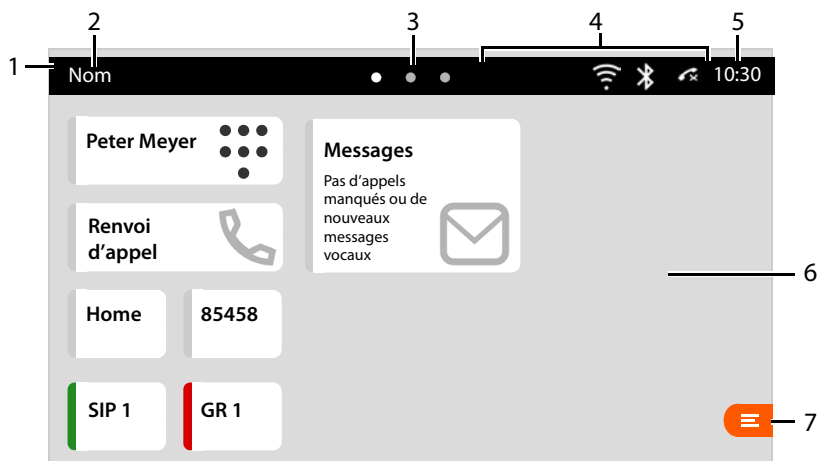 2
3
4
5
1
Nom
10:30
Peter Meyer
Messages
Pas d'appels
manqués ou de
nouveaux
messages
vocaux
Renvoi
d'appel
6
Home
85458
SIP 1
GR 1
7